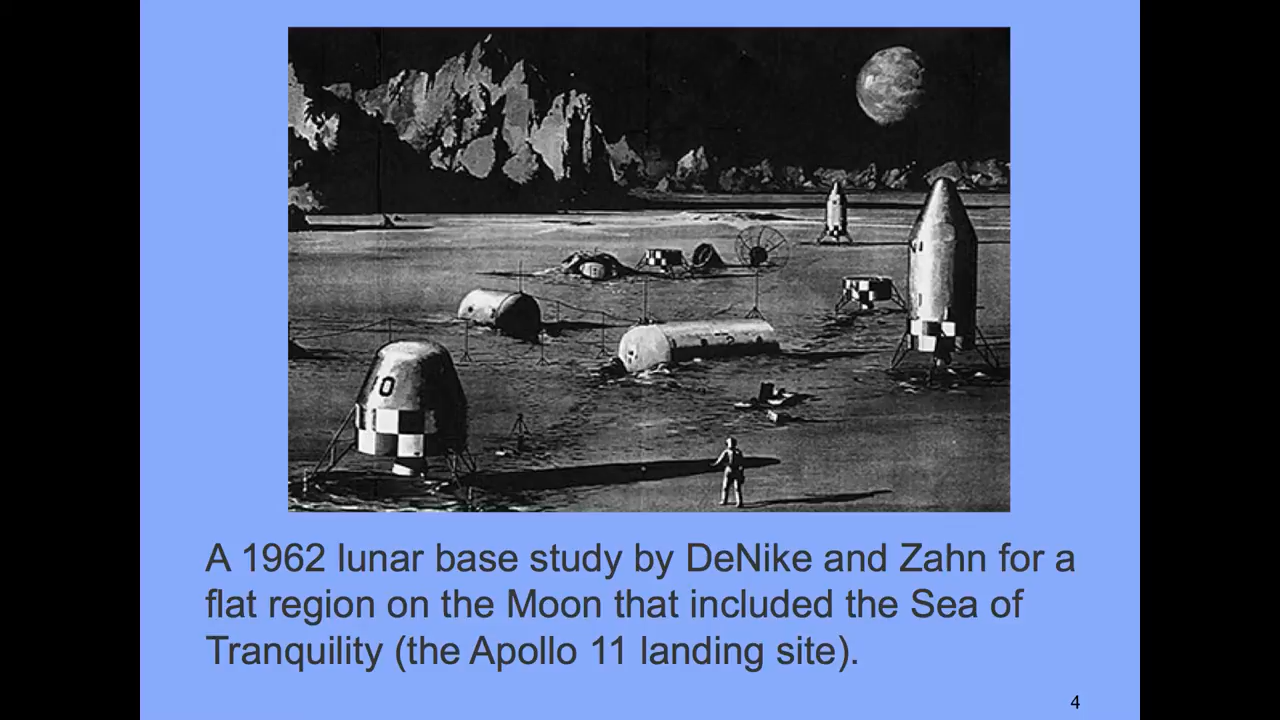 10
A 1962 lunar base study by DeNike and Zahn for a
flat region on the Moon that included the Sea of
Tranquility (the Apollo 11 landing site).
4